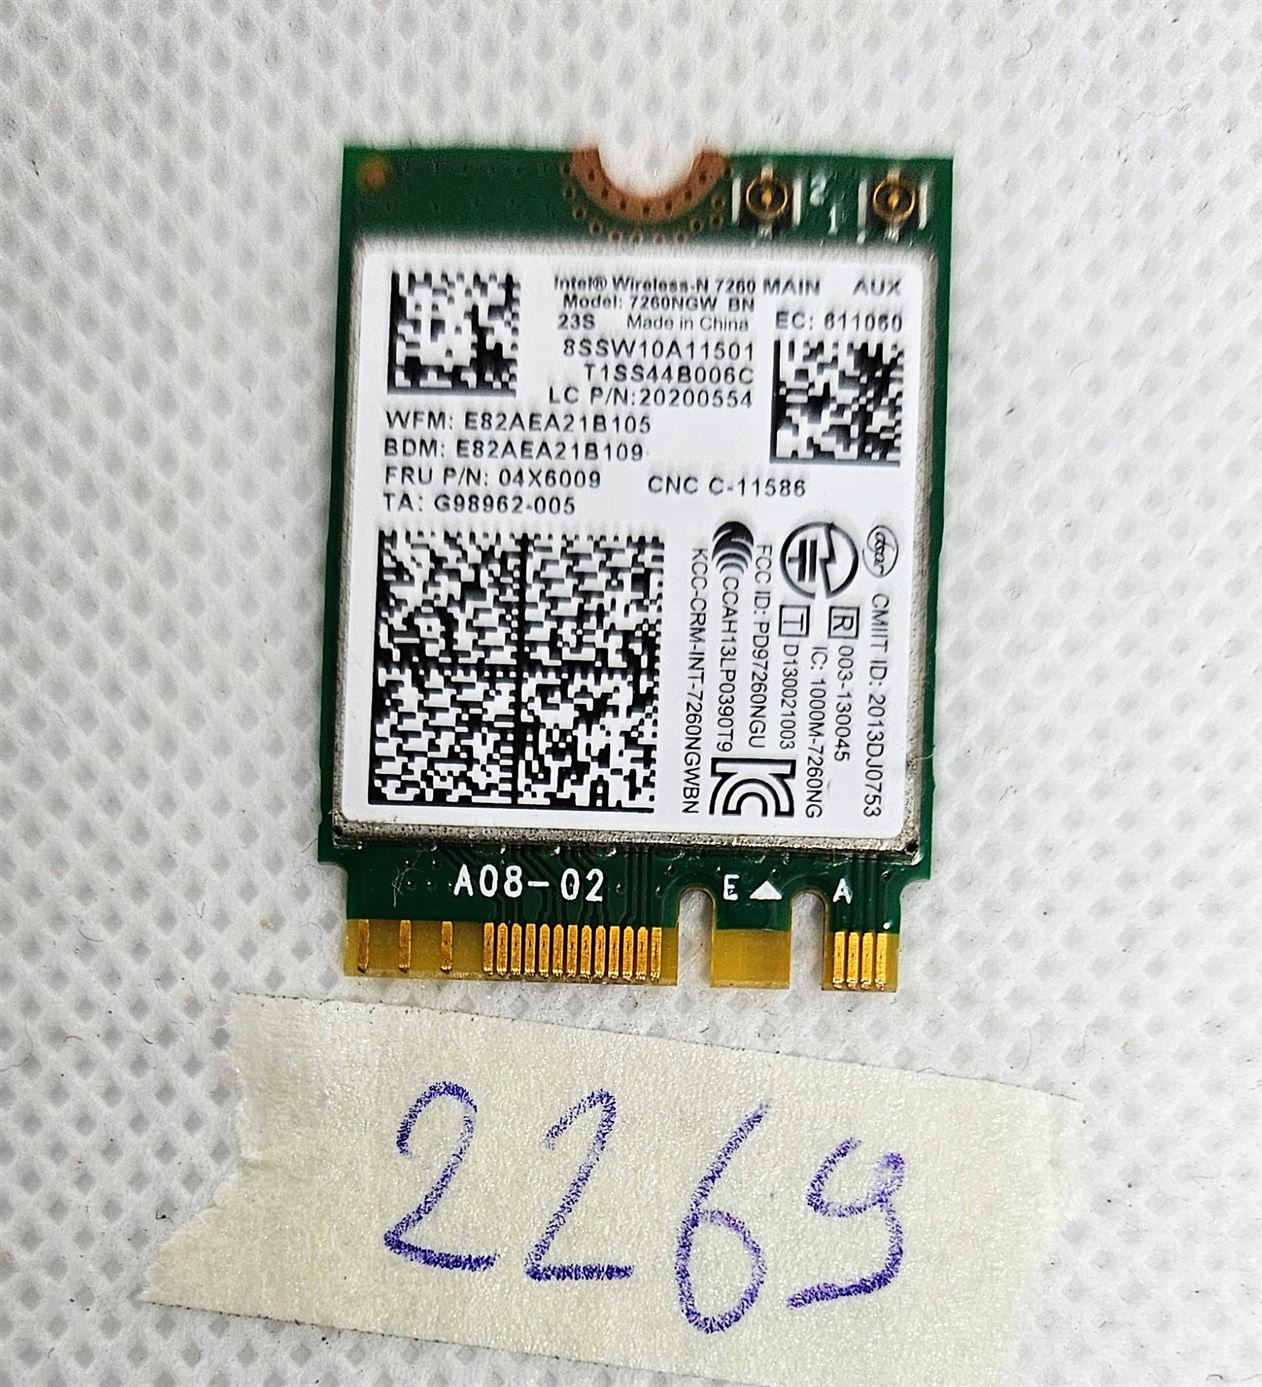 2
1
Intel® Wireless-N 7260 MAIN AUX
Model: 7260NGW BN
23S Made in China EC: 611060
8SSW10A11501
T1SS44B006C
LC P/N:20200554
WFM: E82AEA21B105
BDM: E82AEA21B109
FRU P/N: 04X6009 CNC C-11586
TA: G98962-005
CMIIT ID: 2013DJ0753
R 003-130045
IC: 1000M-7260NG
T D130021003
FCC ID: PD97260NGU
CCAH13LP0390T9
KCC-CRM-INT-7260NGWBN
A08-02 E A
2269